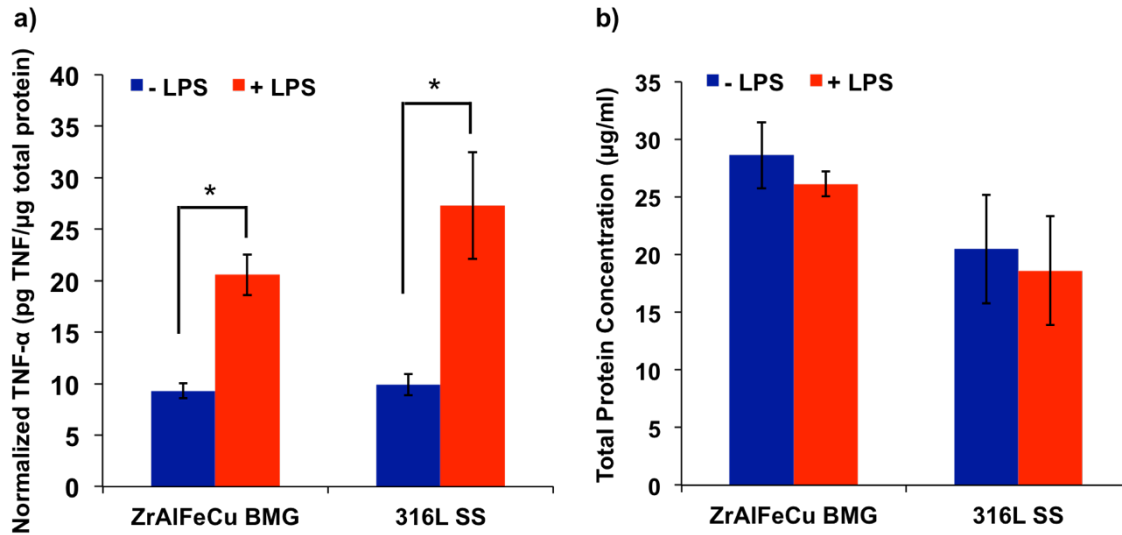 a)
Normalized TNF-α (pg TNF/µg total protein)
40
35
30
25
20
15
10
5
0
- LPS
+ LPS
*
*
ZrAlFeCu BMG
316L SS
b)
Total Protein Concentration (µg/ml)
35
30
25
20
15
10
5
0
- LPS
+ LPS
ZrAlFeCu BMG
316L SS